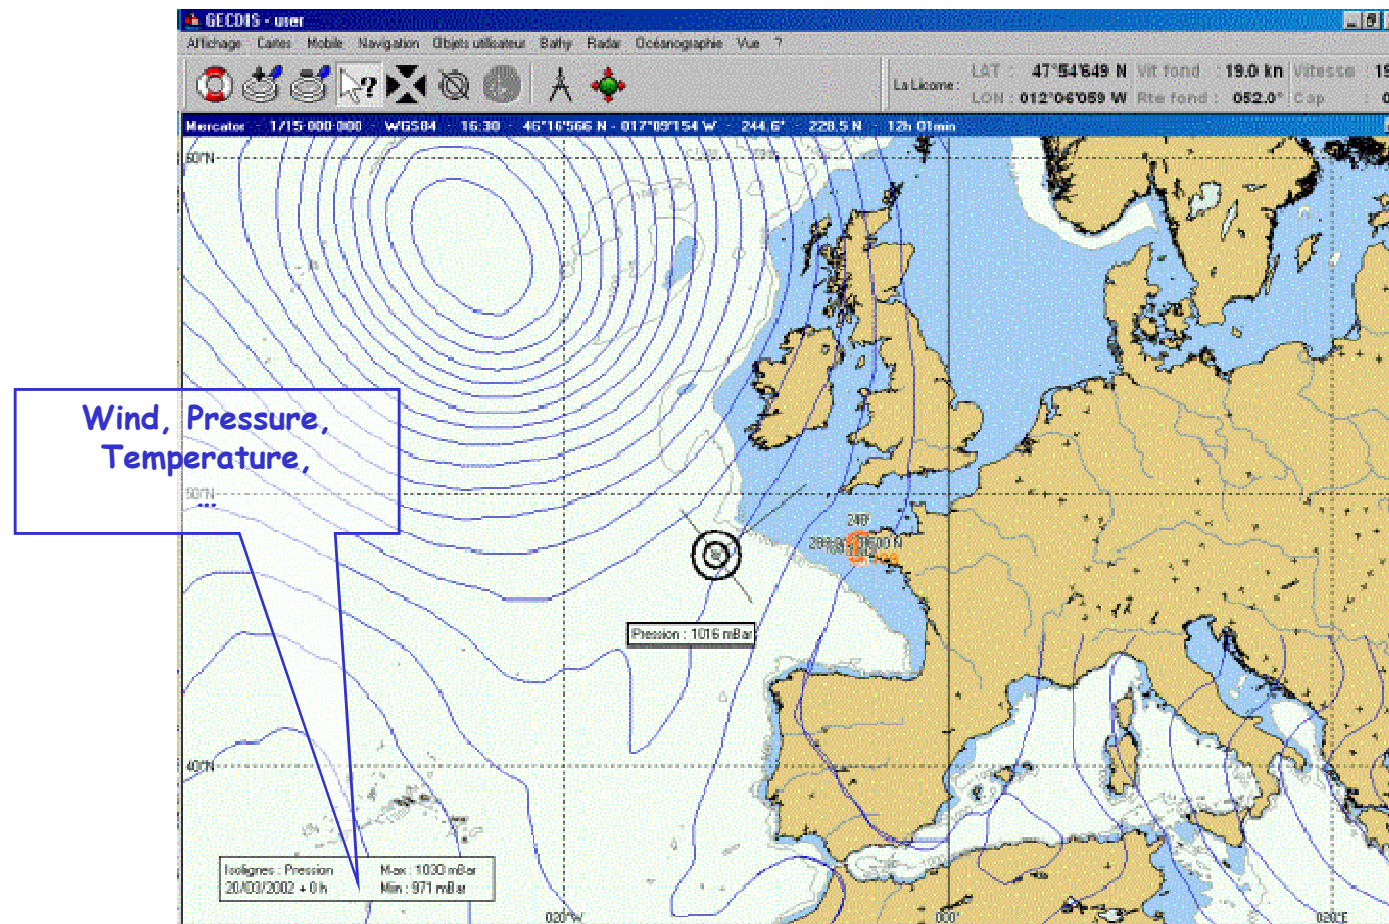 GECDIS - user
Affichage Cartes Mobile Navigation Objets utilisateur Bathy Radar Océanographie Vue ?
La Licorne :
LAT : 47°54'649 N Vit fond : 19.0 kn Vitesse : 19
LON : 012°06'059 W Rte fond : 052.0° Cap : 0
Mercator 1/15 000 000 WGS84 16:30 46°16'566 N - 017°09'154 W 244.6° 228.5 N 12h 01min
60°N
Wind, Pressure,
Temperature,
...
50°N
240°
Pression : 1016 mBar
40°N
Isolignes : Pression Max : 1030 mBar
20/03/2002 + 0 h Min : 971 mBar
020°W 000° 020°E